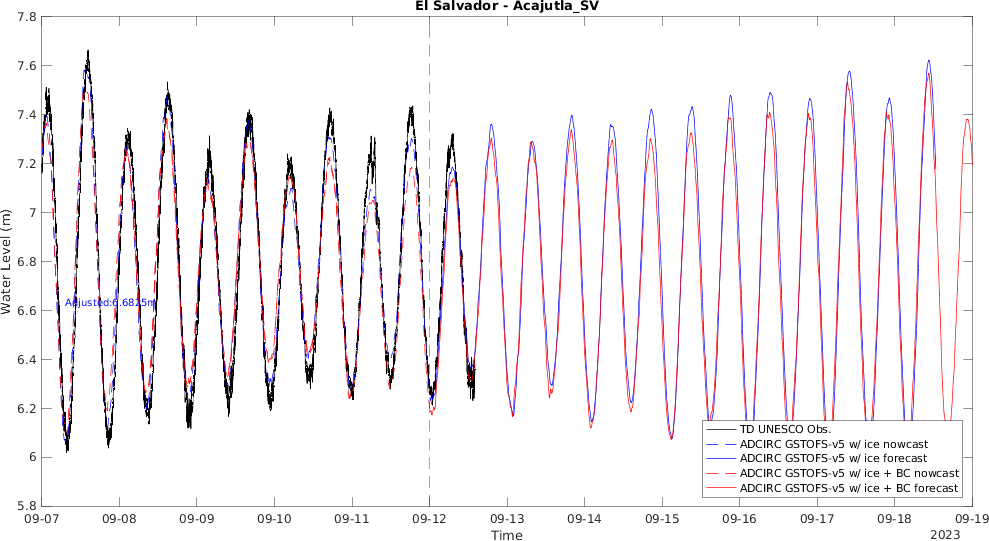 El Salvador - Acajutla_SV
7.8
7.6
7.4
7.2
7
6.8
6.6
6.4
6.2
6
5.8
Water Level (m)
Adjusted:6.6825m
TD UNESCO Obs.
ADCIRC GSTOFS-v5 w/ ice nowcast
ADCIRC GSTOFS-v5 w/ ice forecast
ADCIRC GSTOFS-v5 w/ ice + BC nowcast
ADCIRC GSTOFS-v5 w/ ice + BC forecast
09-07 09-08 09-09 09-10 09-11 09-12 09-13 09-14 09-15 09-16 09-17 09-18 09-19
Time
2023